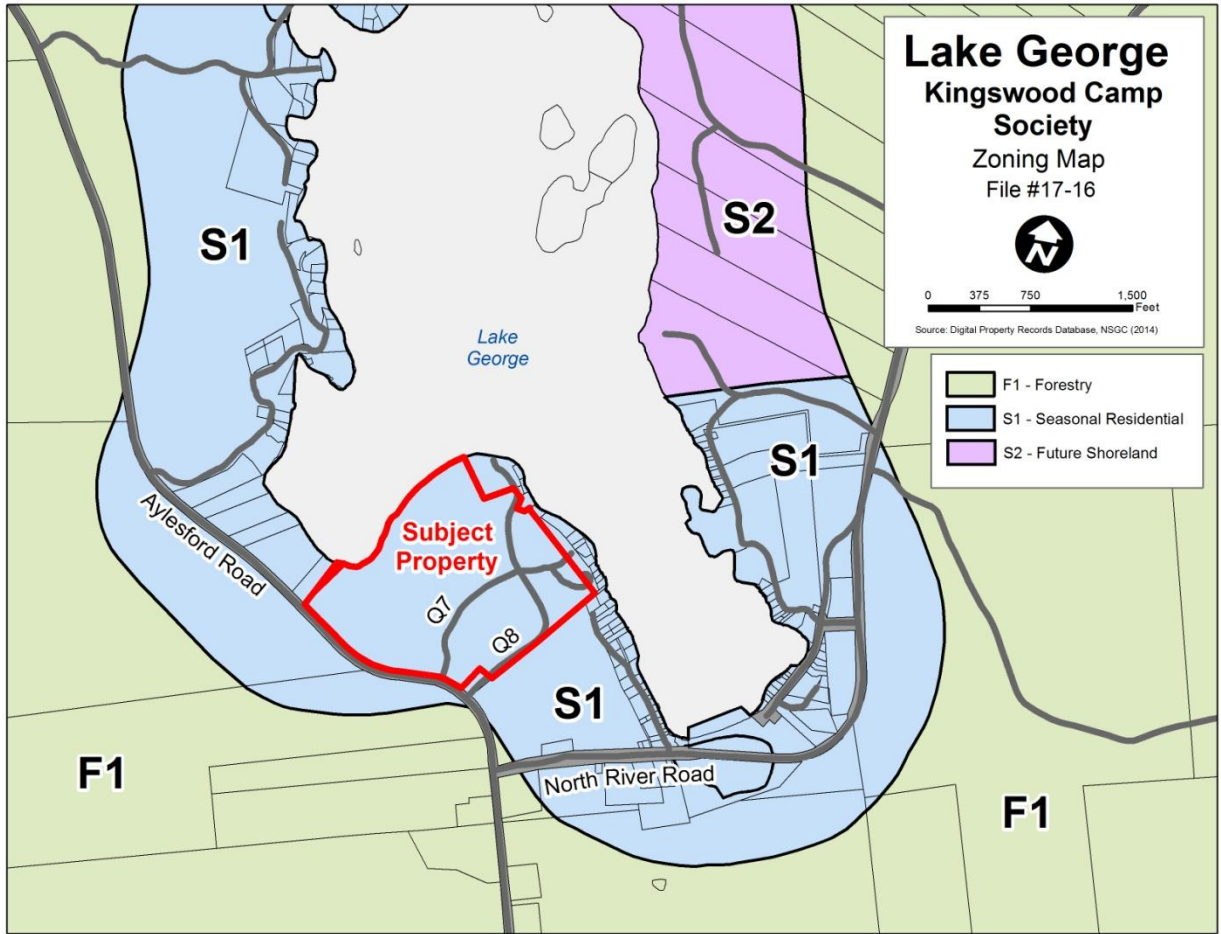 Lake George
Kingswood Camp
Society
Zoning Map
File #17-16
N
0 375 750 1,500
Feet
Source: Digital Property Records Database, NSGC (2014)
F1 - Forestry
S1 - Seasonal Residential
S2 - Future Shoreland
S1
S2
Lake
George
S1
Aylesford Road
Subject
Property
Q7
Q8
S1
North River Road
F1
F1